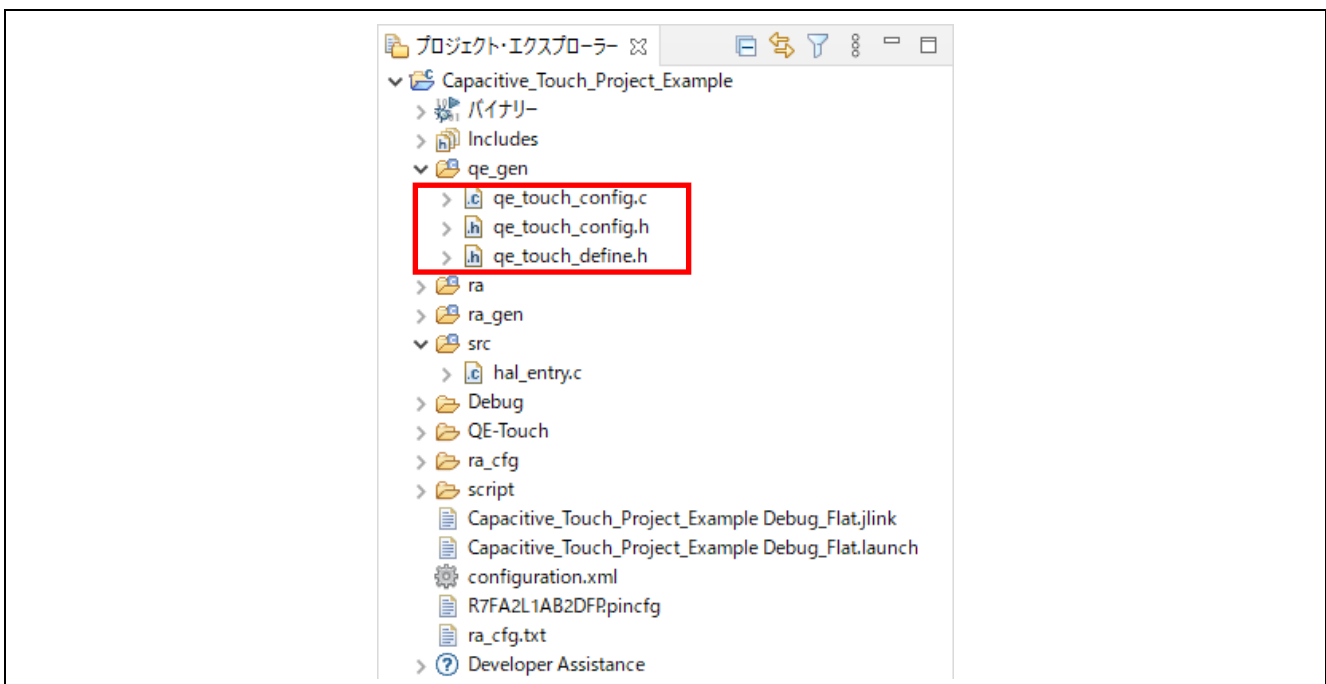 プロジェクト・エクスプローラー
Capacitive_Touch_Project_Example
バイナリー
Includes
qe_gen
qe_touch_config.c
qe_touch_config.h
qe_touch_define.h
ra
ra_gen
src
hal_entry.c
Debug
QE-Touch
ra_cfg
script
Capacitive_Touch_Project_Example Debug_Flat.jlink
Capacitive_Touch_Project_Example Debug_Flat.launch
configuration.xml
R7FA2L1AB2DFP.pincfg
ra_cfg.txt
Developer Assistance